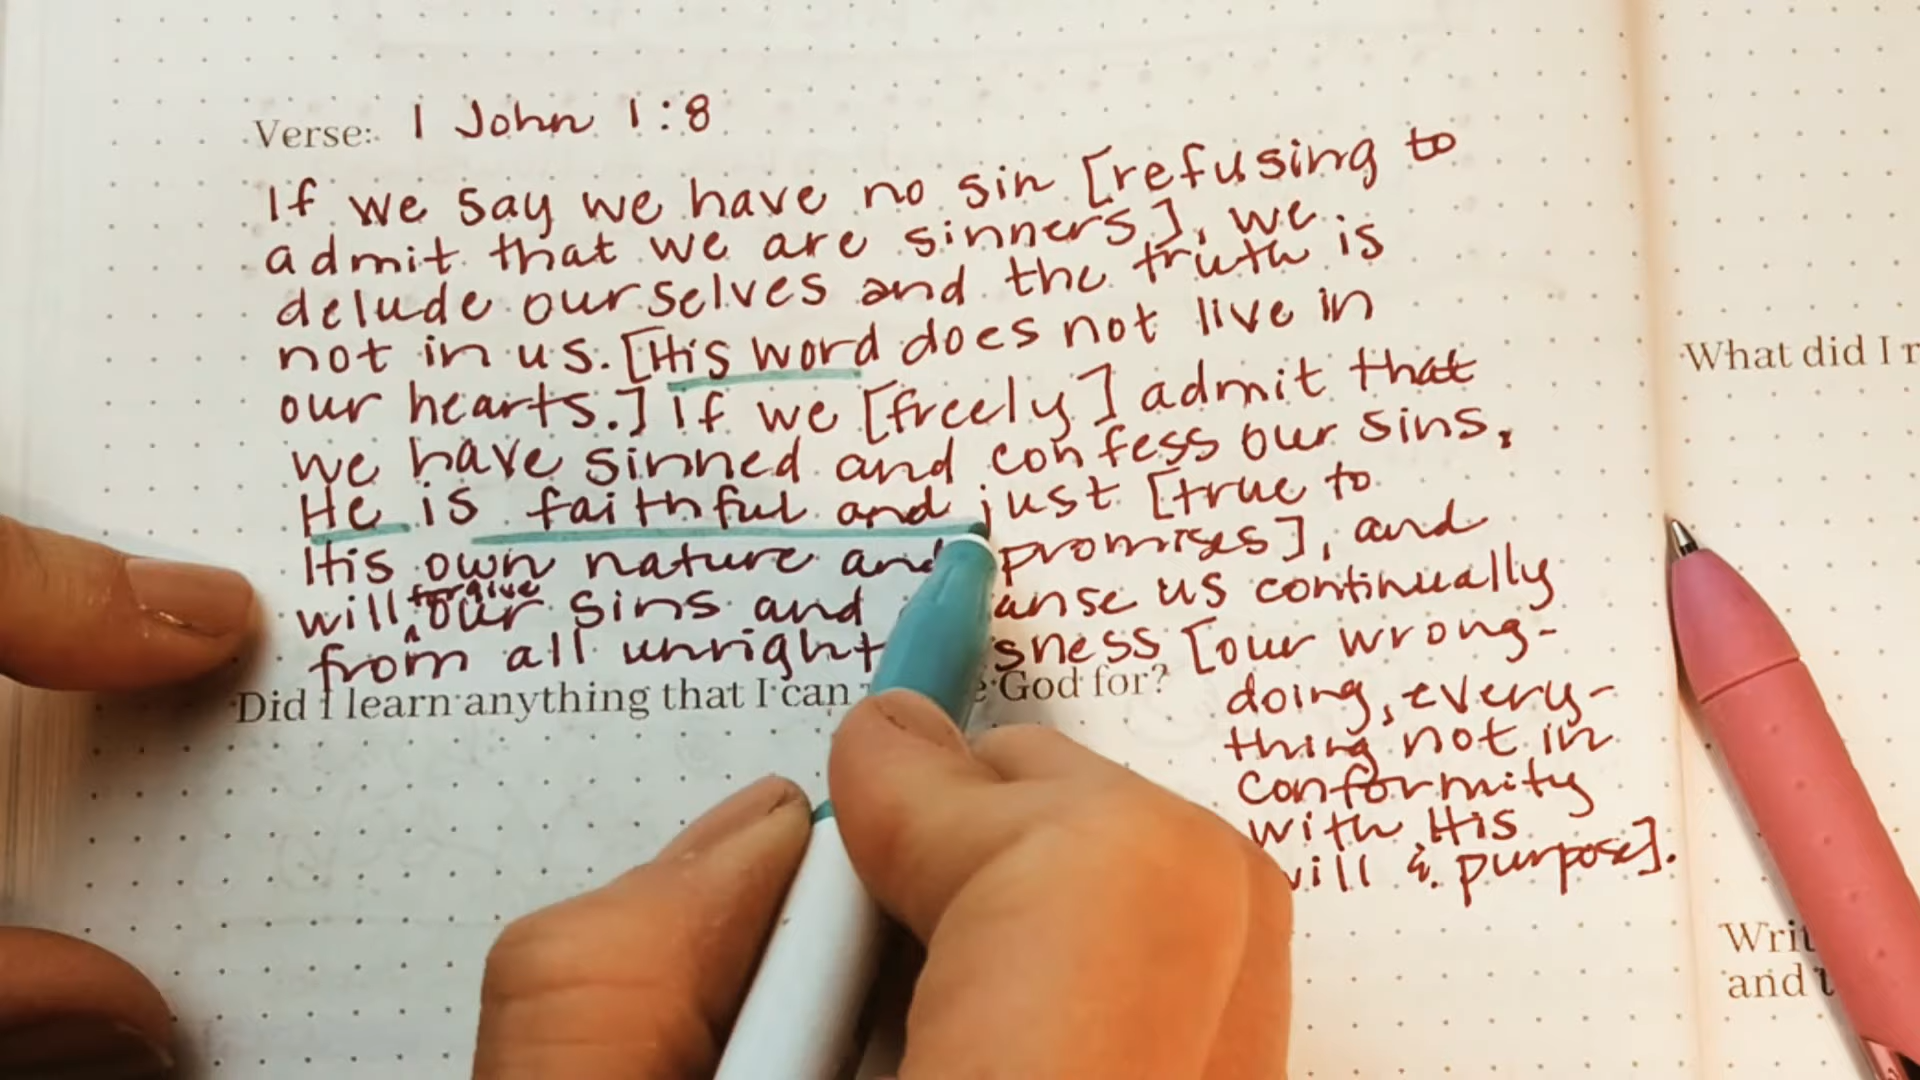 Verse: 1 John 1:8
If we say we have no sin [refusing to
admit that we are sinners], we
delude ourselves and the truth is
not in us. [His word does not live in
our hearts.] If we [freely] admit that
we have sinned and confess our sins,
He is faithful and just [true to
His own nature and promises], and
will forgive our sins and us continually
from all [our wrong-
doing, every-
thing not in
conformity
with His
will & purpose].
Did I learn anything that I can God for?
What did I
and